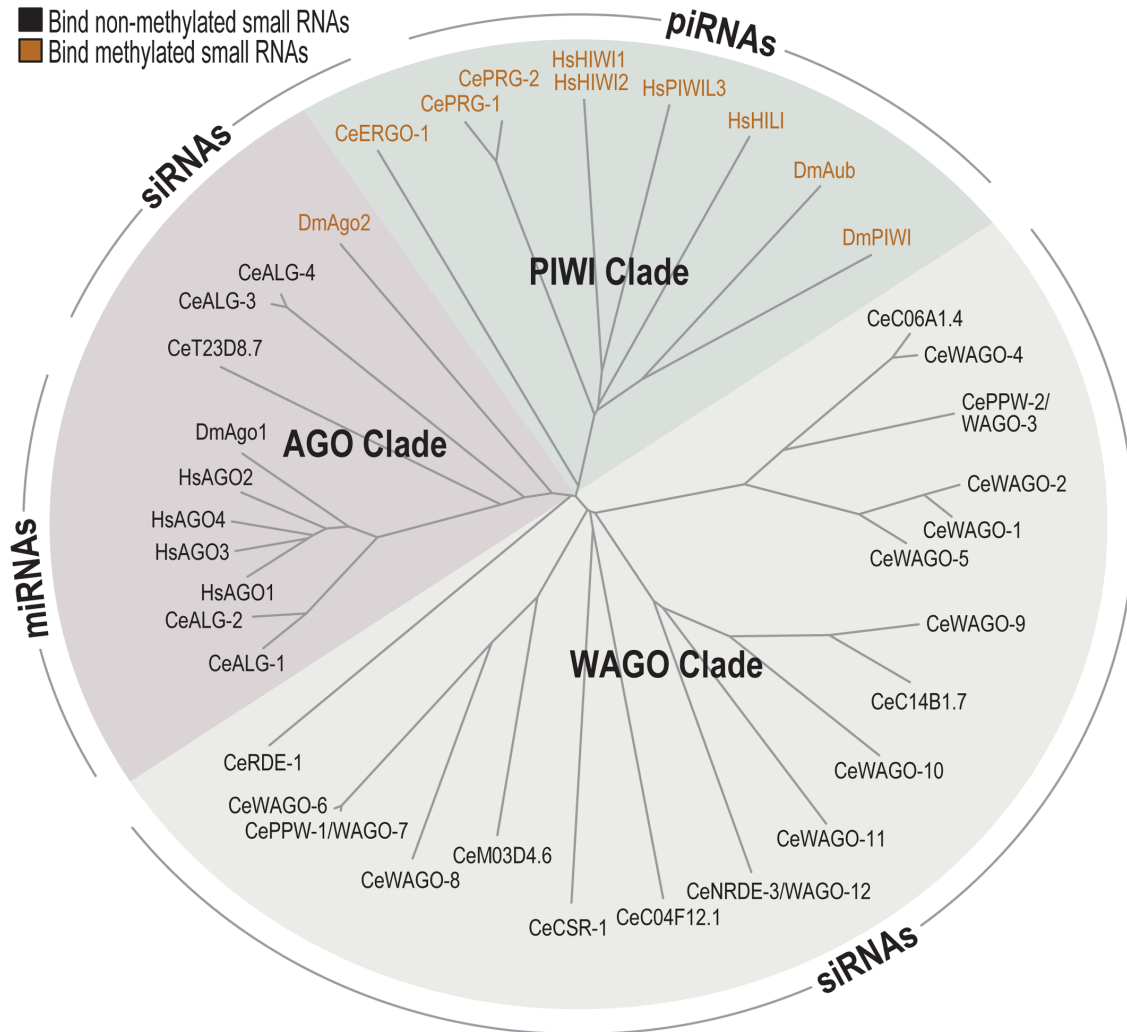 Bind non-methylated small RNAs
Bind methylated small RNAs
piRNAs
siRNAs
miRNAs
siRNAs
PIWI Clade
AGO Clade
WAGO Clade
CeERGO-1
CePRG-1
CePRG-2
HsHIWI1
HsHIWI2
HsPIWIL3
HsHILI
DmAub
DmPIWI
DmAgo2
CeALG-4
CeALG-3
CeT23D8.7
DmAgo1
HsAGO2
HsAGO4
HsAGO3
HsAGO1
CeALG-2
CeALG-1
CeC06A1.4
CeWAGO-4
CePPW-2/
WAGO-3
CeWAGO-2
CeWAGO-1
CeWAGO-5
CeWAGO-9
CeC14B1.7
CeWAGO-10
CeWAGO-11
CeNRDE-3/WAGO-12
CeC04F12.1
CeCSR-1
CeM03D4.6
CeWAGO-8
CePPW-1/WAGO-7
CeWAGO-6
CeRDE-1